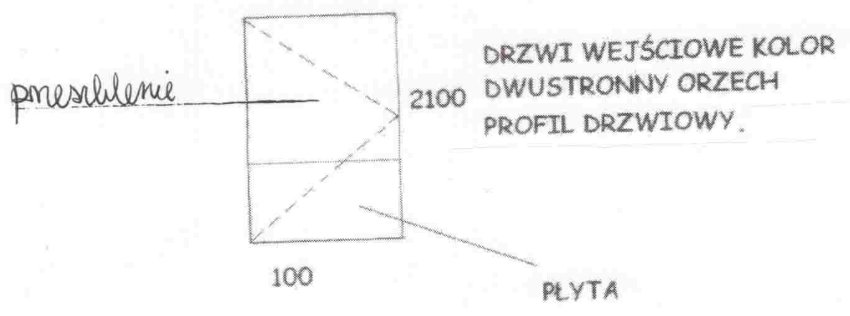 DRZWI WEJŚCIOWE KOLOR
przeszklenie
2100 DWUSTRONNY ORZECH
PROFIL DRZWIOWY.
100
PŁYTA